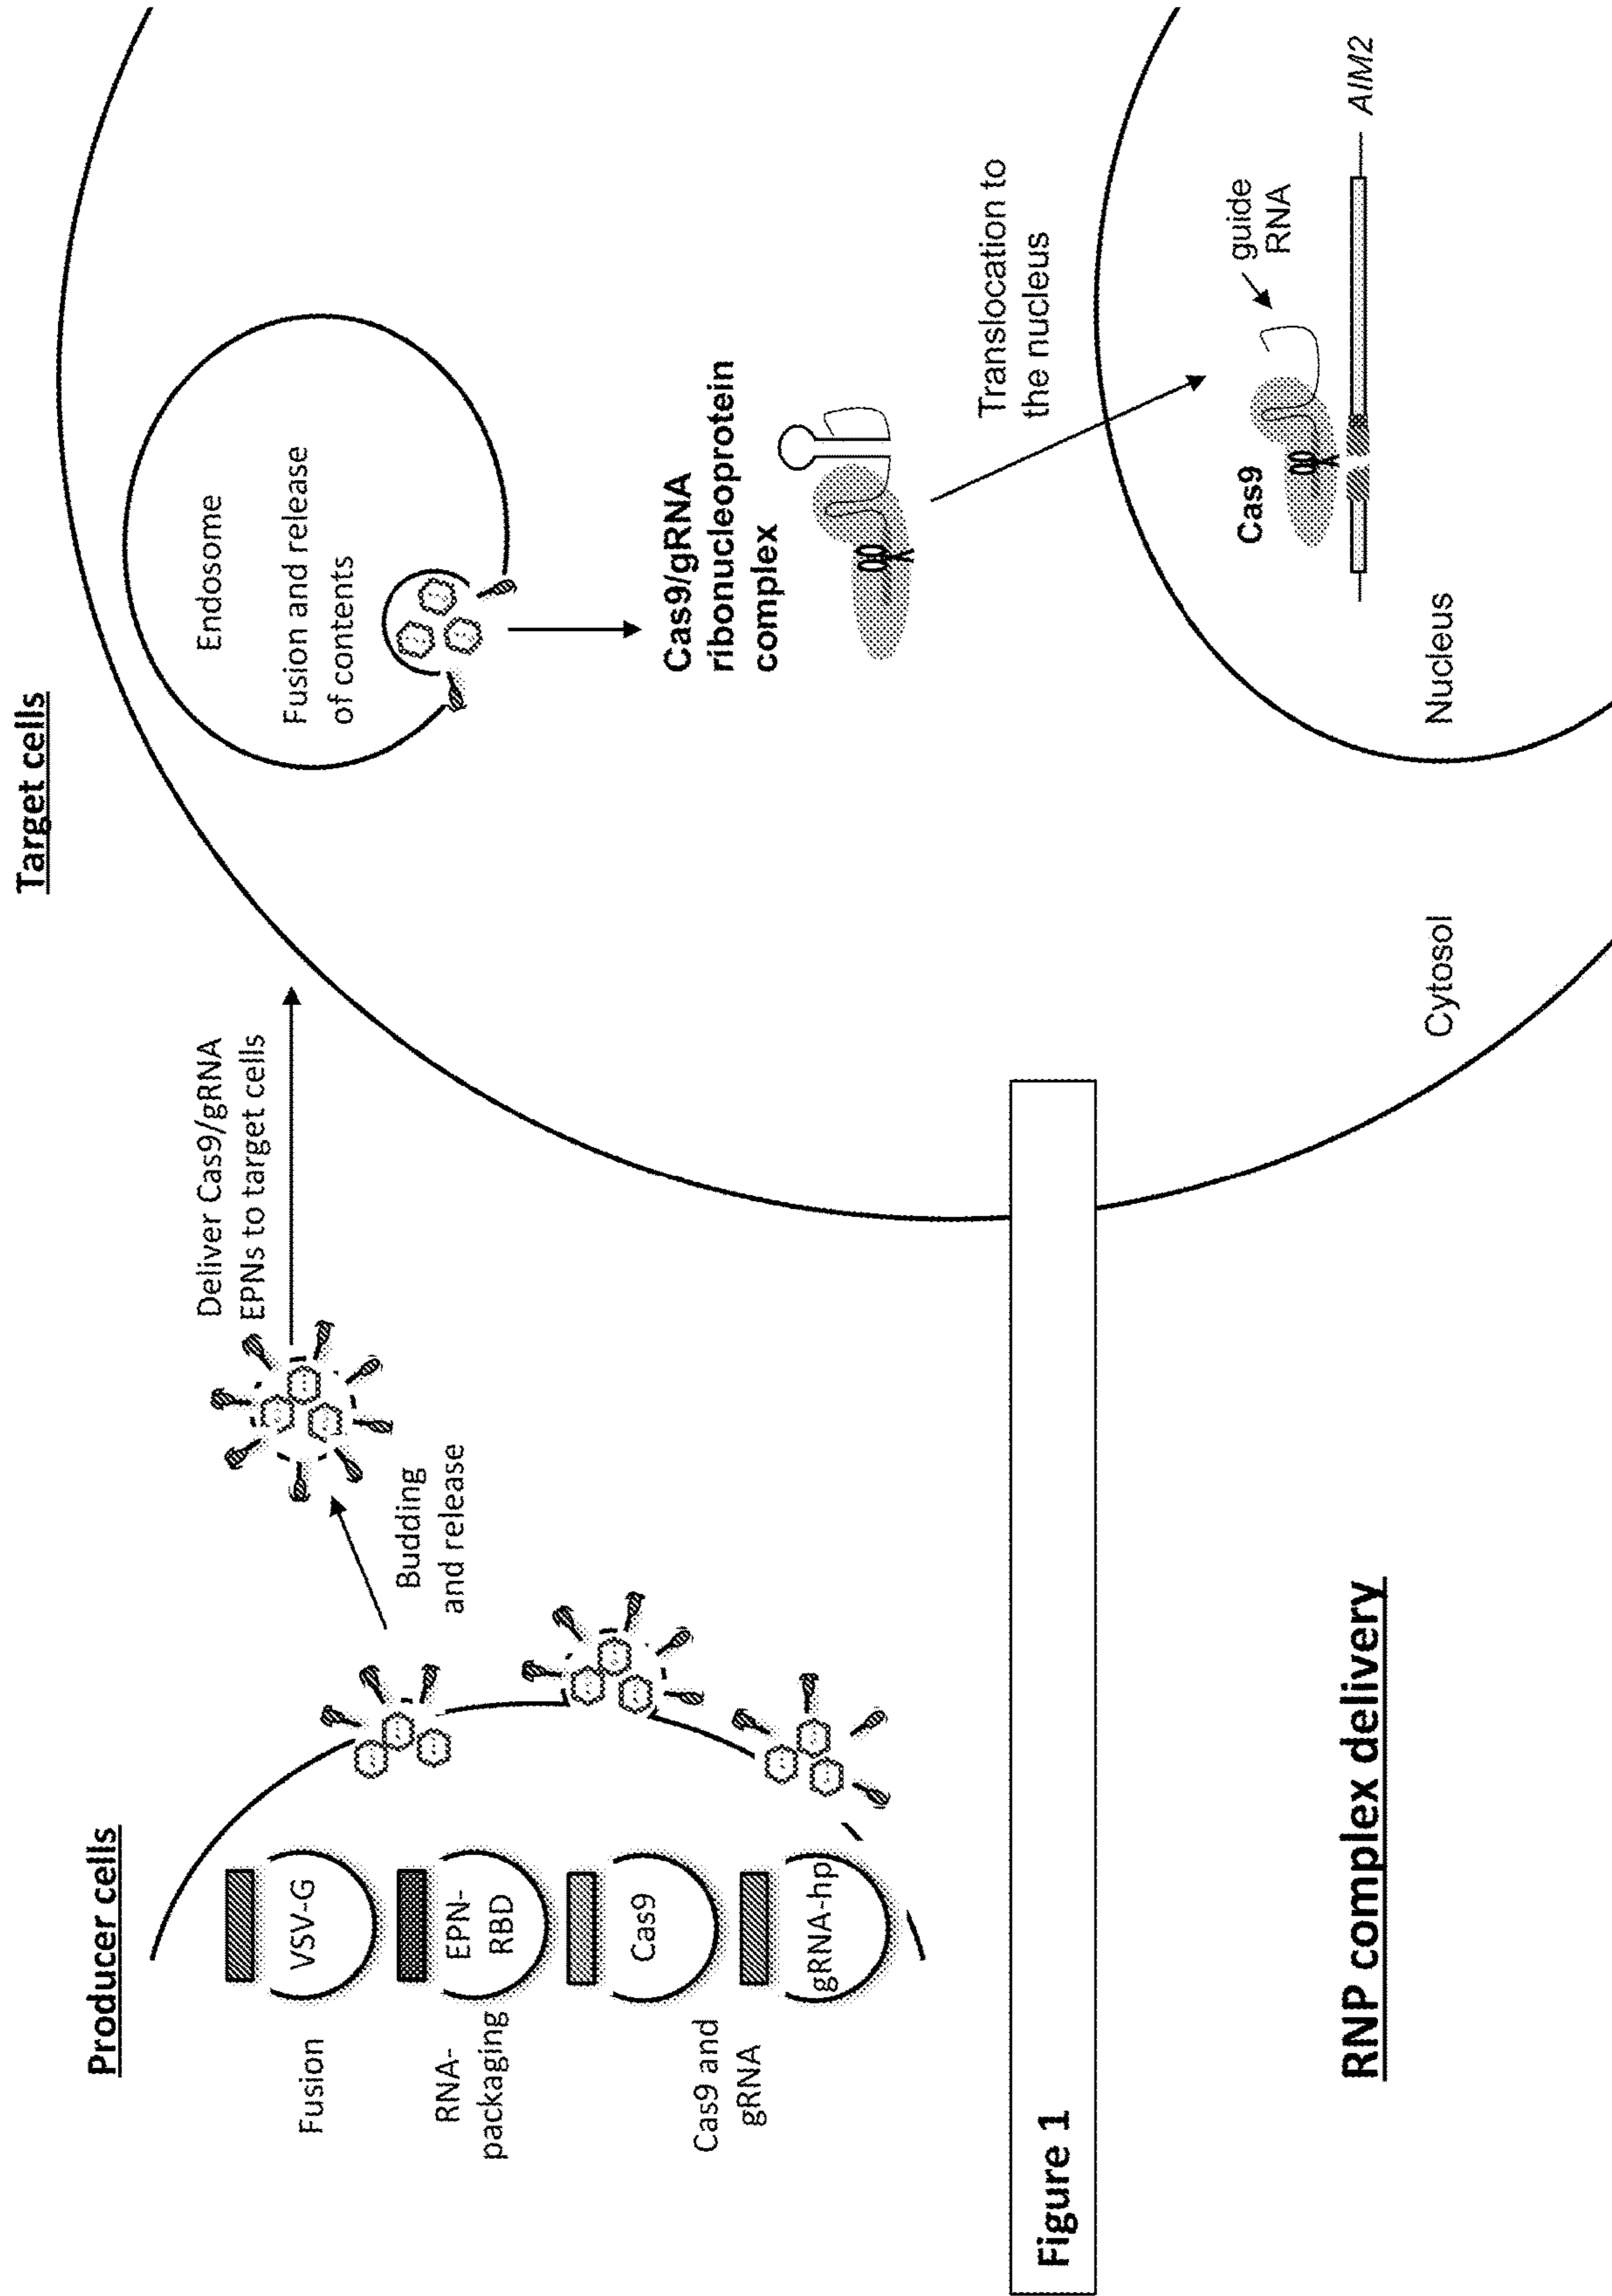 Producer cells
Fusion
VSV-G
RNA-
packaging
EPN-
RBD
Cas9 and
gRNA
Cas9
gRNA-hp
Budding
and release
Deliver Cas9/gRNA
EPNs to target cells
Target cells
Endosome
Fusion and release
of contents
Cas9/gRNA
ribonucleoprotein
complex
Translocation to
the nucleus
Cas9
guide
RNA
AIM2
Nucleus
Cytosol
Figure 1
RNP complex delivery